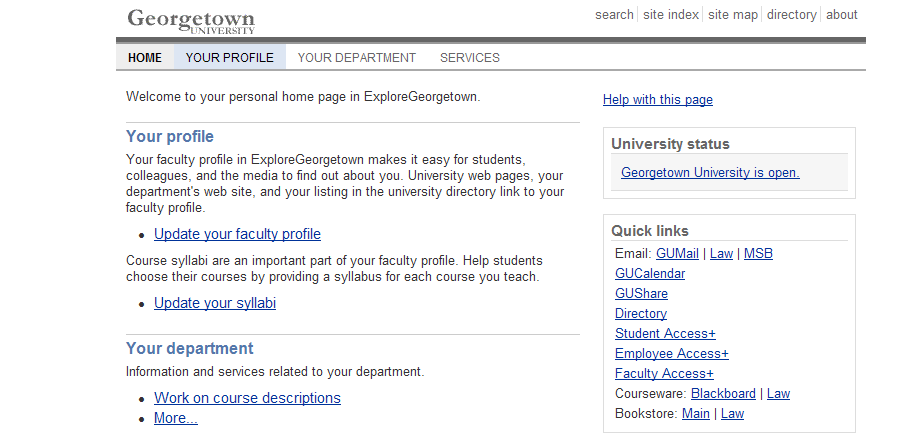 Georgetown
UNIVERSITY
search | site index | site map | directory | about
HOME YOUR PROFILE YOUR DEPARTMENT SERVICES
Welcome to your personal home page in ExploreGeorgetown.
Your profile
Your faculty profile in ExploreGeorgetown makes it easy for students,
colleagues, and the media to find out about you. University web pages, your
department's web site, and your listing in the university directory link to your
faculty profile.
• Update your faculty profile
Course syllabi are an important part of your faculty profile. Help students
choose their courses by providing a syllabus for each course you teach.
• Update your syllabi
Your department
Information and services related to your department.
• Work on course descriptions
• More...
Help with this page
University status
Georgetown University is open.
Quick links
Email: GUMail | Law | MSB
GUCalendar
GUShare
Directory
Student Access+
Employee Access+
Faculty Access+
Courseware: Blackboard | Law
Bookstore: Main | Law